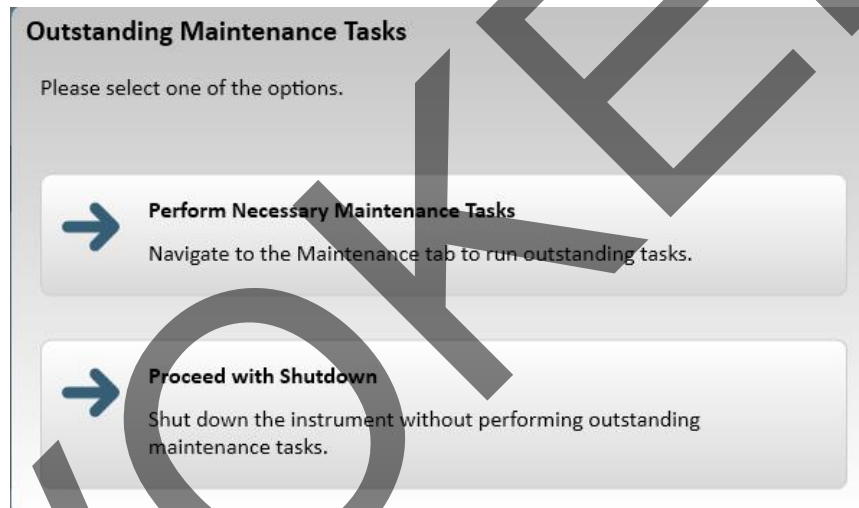 Outstanding Maintenance Tasks
Please select one of the options.
Perform Necessary Maintenance Tasks
Navigate to the Maintenance tab to run outstanding tasks.
Proceed with Shutdown
Shut down the instrument without performing outstanding
maintenance tasks.